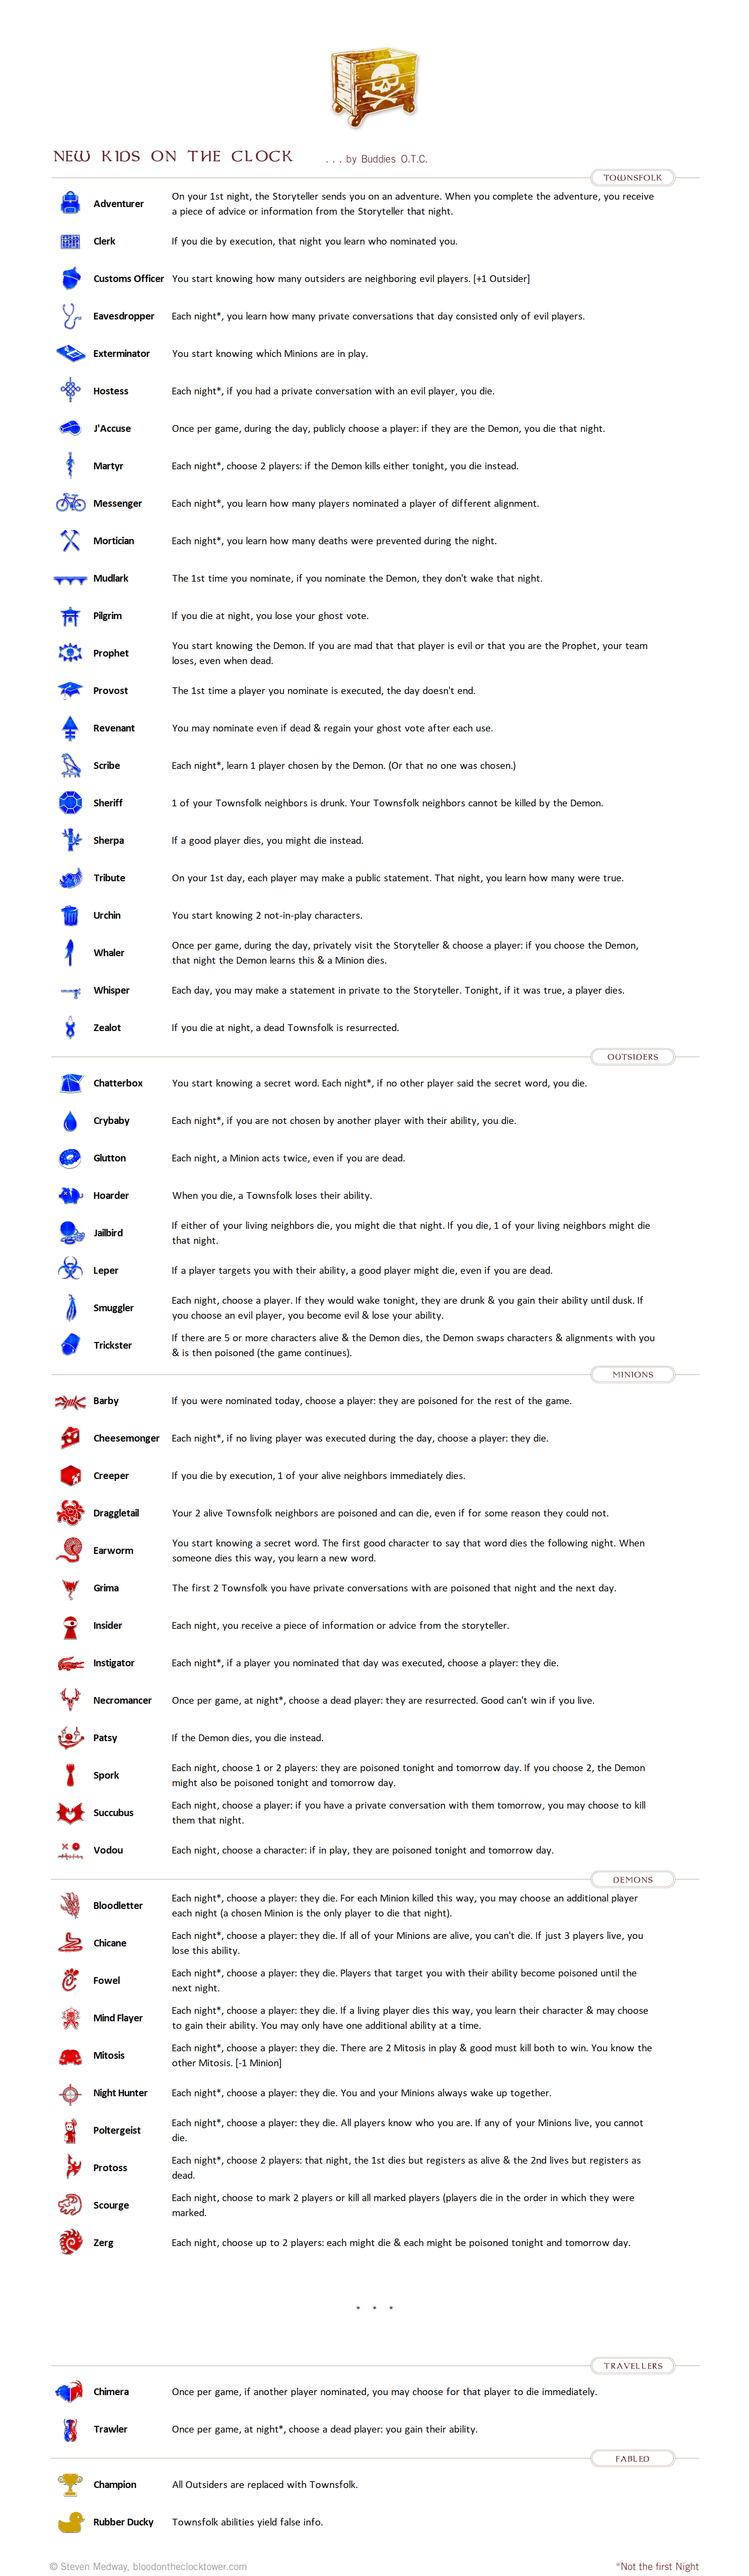 NEW KIDS ON THE CLOCK
. . . by Buddies O.T.C.
TOWNSFOLK
Adventurer
On your 1st night, the Storyteller sends you on an adventure. When you complete the adventure, you receive
a piece of advice or information from the Storyteller that night.
Clerk
If you die by execution, that night you learn who nominated you.
Customs Officer
You start knowing how many outsiders are neighboring evil players. [+1 Outsider]
Eavesdropper
Each night*, you learn how many private conversations that day consisted only of evil players.
Exterminator
You start knowing which Minions are in play.
Hostess
Each night*, if you had a private conversation with an evil player, you die.
J'Accuse
Once per game, during the day, publicly choose a player: if they are the Demon, you die that night.
Martyr
Each night*, choose 2 players: if the Demon kills either tonight, you die instead.
Messenger
Each night*, you learn how many players nominated a player of different alignment.
Mortician
Each night*, you learn how many deaths were prevented during the night.
Mudlark
The 1st time you nominate, if you nominate the Demon, they don't wake that night.
Pilgrim
If you die at night, you lose your ghost vote.
Prophet
You start knowing the Demon. If you are mad that that player is evil or that you are the Prophet, your team
loses, even when dead.
Provost
The 1st time a player you nominate is executed, the day doesn't end.
Revenant
You may nominate even if dead & regain your ghost vote after each use.
Scribe
Each night*, learn 1 player chosen by the Demon. (Or that no one was chosen.)
Sheriff
1 of your Townsfolk neighbors is drunk. Your Townsfolk neighbors cannot be killed by the Demon.
Sherpa
If a good player dies, you might die instead.
Tribute
On your 1st day, each player may make a public statement. That night, you learn how many were true.
Urchin
You start knowing 2 not-in-play characters.
Whaler
Once per game, during the day, privately visit the Storyteller & choose a player: if you choose the Demon,
that night the Demon learns this & a Minion dies.
Whisper
Each day, you may make a statement in private to the Storyteller. Tonight, if it was true, a player dies.
Zealot
If you die at night, a dead Townsfolk is resurrected.
OUTSIDERS
Chatterbox
You start knowing a secret word. Each night*, if no other player said the secret word, you die.
Crybaby
Each night*, if you are not chosen by another player with their ability, you die.
Glutton
Each night, a Minion acts twice, even if you are dead.
Hoarder
When you die, a Townsfolk loses their ability.
Jailbird
If either of your living neighbors die, you might die that night. If you die, 1 of your living neighbors might die
that night.
Leper
If a player targets you with their ability, a good player might die, even if you are dead.
Smuggler
Each night, choose a player. If they would wake tonight, they are drunk & you gain their ability until dusk. If
you choose an evil player, you become evil & lose your ability.
Trickster
If there are 5 or more characters alive & the Demon dies, the Demon swaps characters & alignments with you
& is then poisoned (the game continues).
MINIONS
Barby
If you were nominated today, choose a player: they are poisoned for the rest of the game.
Cheesemonger
Each night*, if no living player was executed during the day, choose a player: they die.
Creeper
If you die by execution, 1 of your alive neighbors immediately dies.
Draggletail
Your 2 alive Townsfolk neighbors are poisoned and can die, even if for some reason they could not.
Earworm
You start knowing a secret word. The first good character to say that word dies the following night. When
someone dies this way, you learn a new word.
Grima
The first 2 Townsfolk you have private conversations with are poisoned that night and the next day.
Insider
Each night, you receive a piece of information or advice from the storyteller.
Instigator
Each night*, if a player you nominated that day was executed, choose a player: they die.
Necromancer
Once per game, at night*, choose a dead player: they are resurrected. Good can't win if you live.
Patsy
If the Demon dies, you die instead.
Spork
Each night, choose 1 or 2 players: they are poisoned tonight and tomorrow day. If you choose 2, the Demon
might also be poisoned tonight and tomorrow day.
Succubus
Each night, choose a player: if you have a private conversation with them tomorrow, you may choose to kill
them that night.
Vodou
Each night, choose a character: if in play, they are poisoned tonight and tomorrow day.
DEMONS
Bloodletter
Each night*, choose a player: they die. For each Minion killed this way, you may choose an additional player
each night (a chosen Minion is the only player to die that night).
Chicane
Each night*, choose a player: they die. If all of your Minions are alive, you can't die. If just 3 players live, you
lose this ability.
Fowel
Each night*, choose a player: they die. Players that target you with their ability become poisoned until the
next night.
Mind Flayer
Each night*, choose a player: they die. If a living player dies this way, you learn their character & may choose
to gain their ability. You may only have one additional ability at a time.
Mitosis
Each night*, choose a player: they die. There are 2 Mitosis in play & good must kill both to win. You know the
other Mitosis. [-1 Minion]
Night Hunter
Each night*, choose a player: they die. You and your Minions always wake up together.
Poltergeist
Each night*, choose a player: they die. All players know who you are. If any of your Minions live, you cannot
die.
Protoss
Each night*, choose 2 players: that night, the 1st dies but registers as alive & the 2nd lives but registers as
dead.
Scourge
Each night, choose to mark 2 players or kill all marked players (players die in the order in which they were
marked.
Zerg
Each night, choose up to 2 players: each might die & each might be poisoned tonight and tomorrow day.
* * *
TRAVELLERS
Chimera
Once per game, if another player nominated, you may choose for that player to die immediately.
Trawler
Once per game, at night*, choose a dead player: you gain their ability.
FABLED
Champion
All Outsiders are replaced with Townsfolk.
Rubber Ducky
Townsfolk abilities yield false info.
© Steven Medway, bloodontheclocktower.com
*Not the first Night